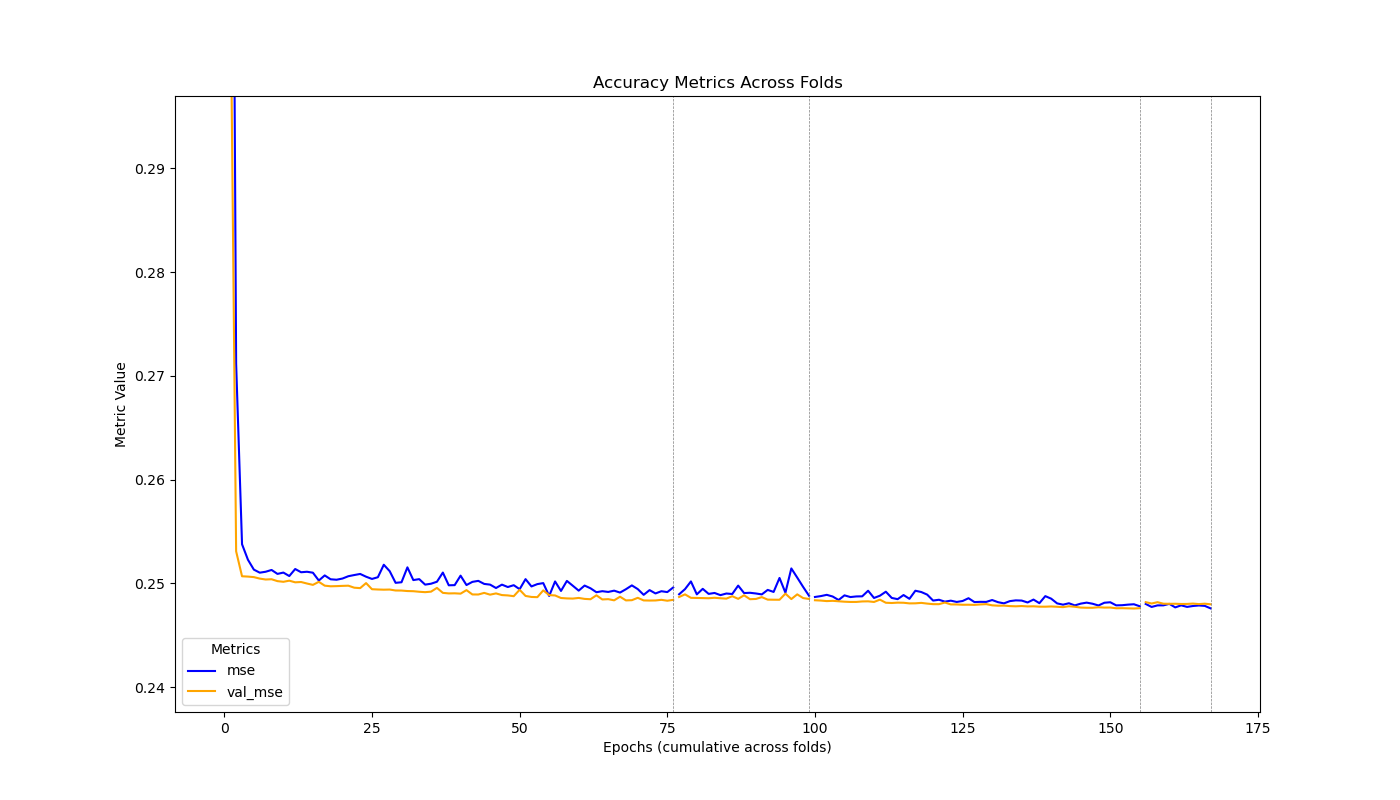 Accuracy Metrics Across Folds
Metric Value
0.29
0.28
0.27
0.26
0.25
0.24
Metrics
mse
val_mse
0 25 50 75 100 125 150 175
Epochs (cumulative across folds)